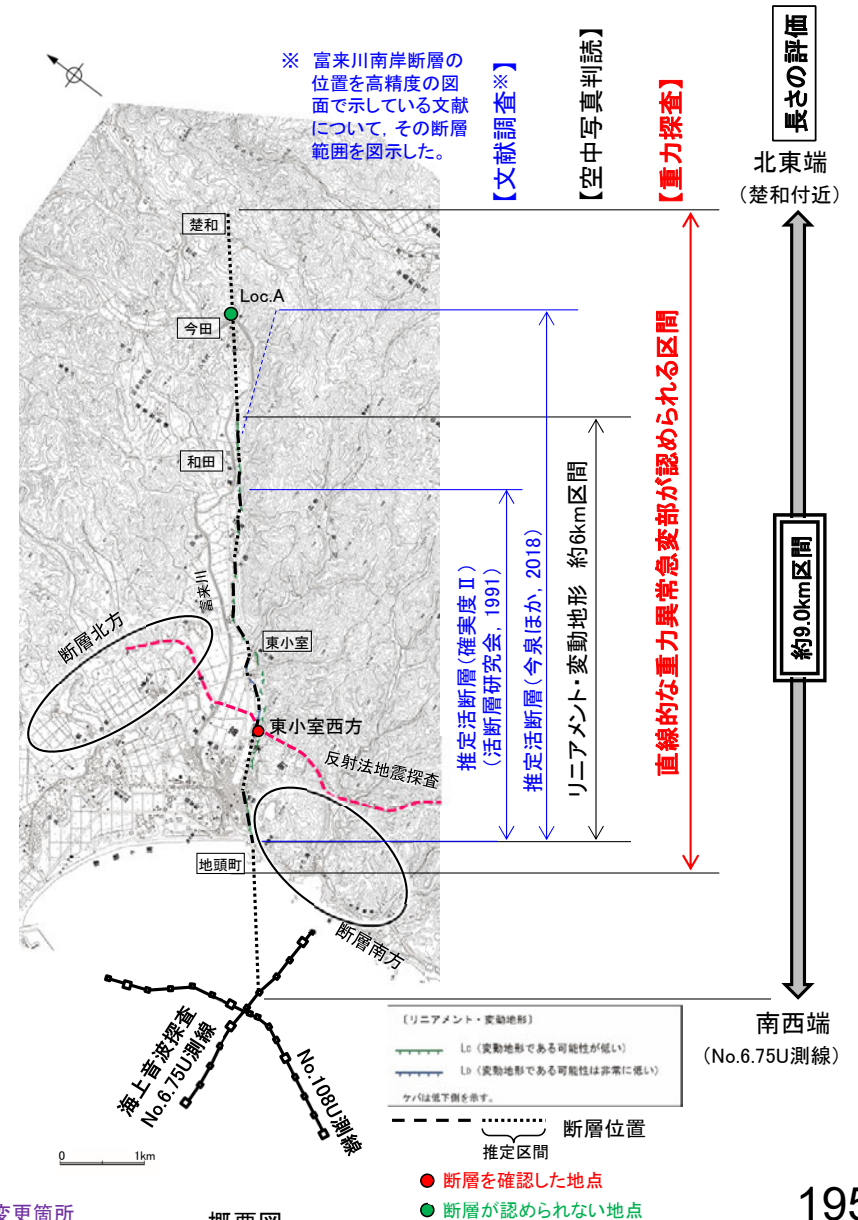 ※ 富来川南岸断層の
位置を高精度の図
面で示している文献
について，その断層
範囲を図示した。
【文献調査※】
【空中写真判読】
【重力探査】
長さの評価
北東端
（楚和付近）
楚和
Loc.A
今田
和田
富来川
東小室
断層北方
東小室西方
反射法地震探査
地頭町
断層南方
推定活断層（確実度Ⅱ）
（活断層研究会，1991）
推定活断層（今泉ほか，2018）
リニアメント・変動地形 約6km区間
直線的な重力異常急変部が認められる区間
約9.0km区間
南西端
（No.6.75U測線）
海上音波探査
No.6.75U測線
No.108U測線
〔リニアメント・変動地形〕
Lc（変動地形である可能性が低い）
LD（変動地形である可能性は非常に低い）
ケバは低下側を示す。
断層位置
推定区間
0 1km
断層を確認した地点
断層が認められない地点
変更箇所
概要図
195